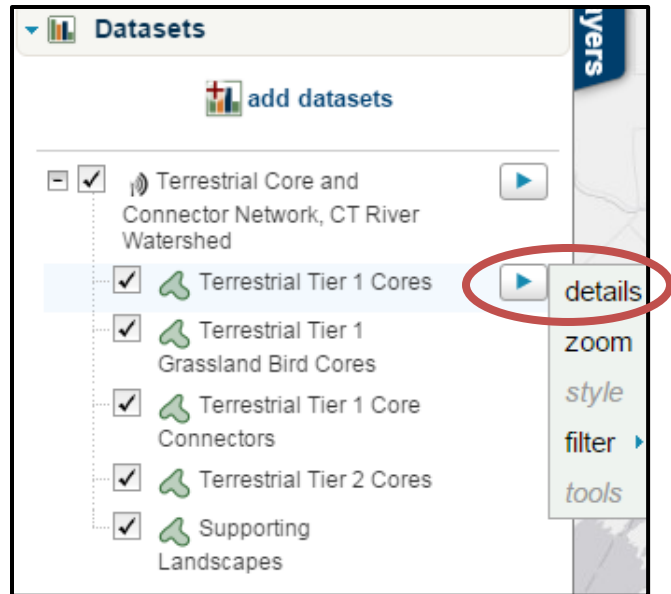 Datasets
ayers
add datasets
Terrestrial Core and
Connector Network, CT River
Watershed
Terrestrial Tier 1 Cores
details
Terrestrial Tier 1
Grassland Bird Cores
zoom
style
Terrestrial Tier 1 Core
Connectors
filter
Terrestrial Tier 2 Cores
tools
Supporting
Landscapes